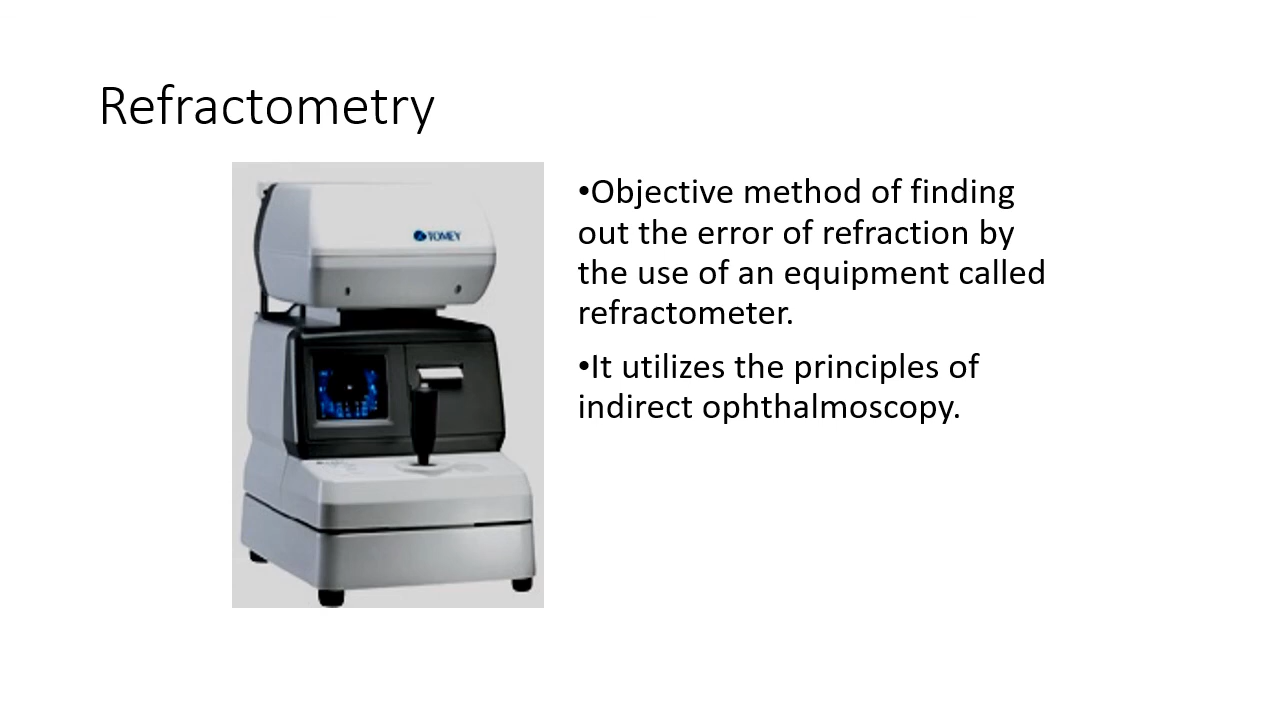 Refractometry
TOMEY
•Objective method of finding
out the error of refraction by
the use of an equipment called
refractometer.
•It utilizes the principles of
indirect ophthalmoscopy.